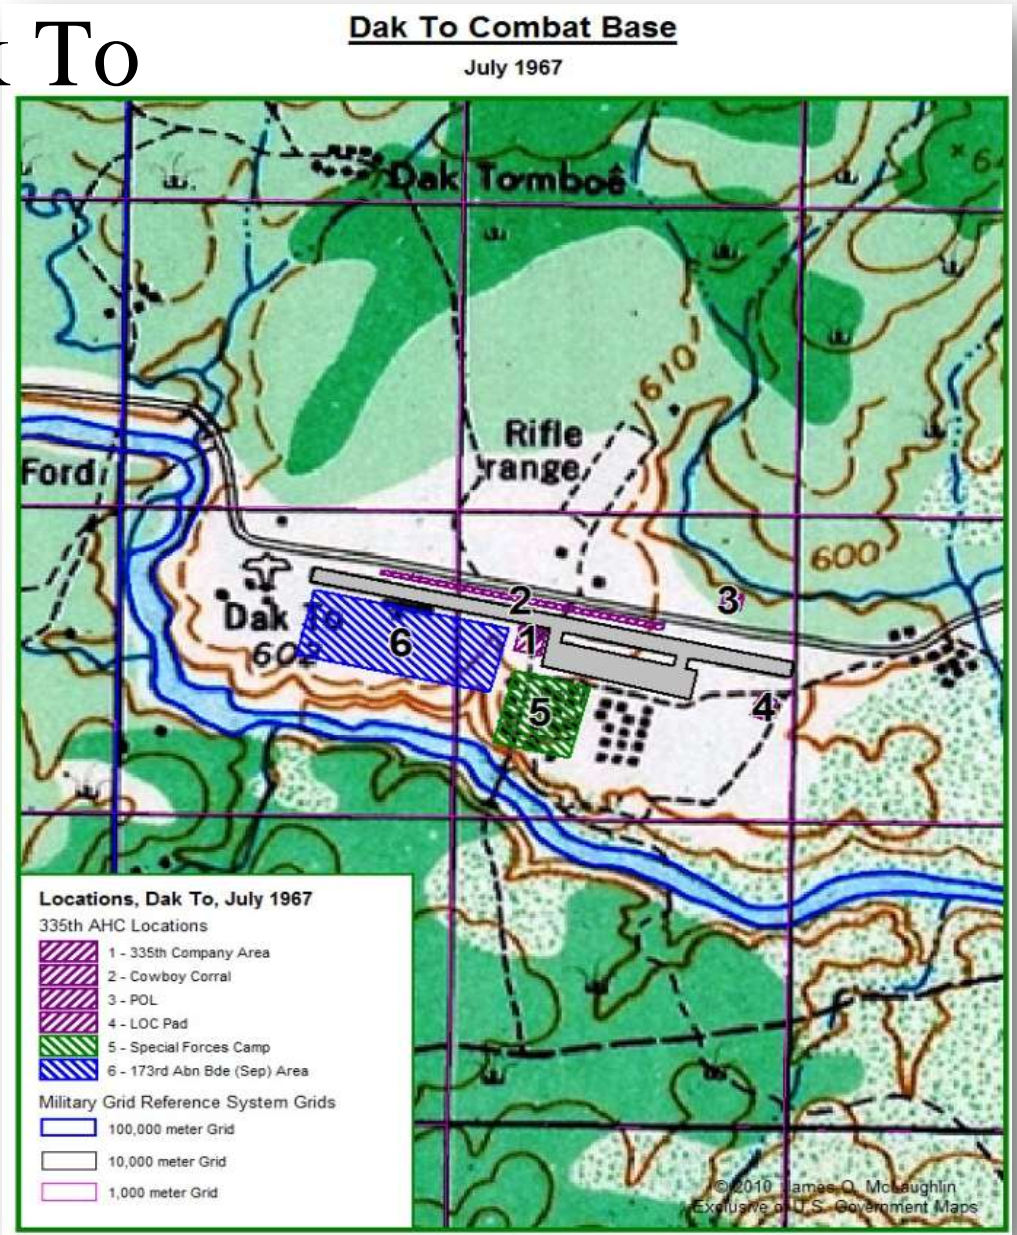 To
Dak To Combat Base
July 1967
Dak Tomboê
610
Rifle
range
Ford
600
Dak To
602
1
2
3
4
5
6
Locations, Dak To, July 1967
335th AHC Locations
1 - 335th Company Area
2 - Cowboy Corral
3 - POL
4 - LOC Pad
5 - Special Forces Camp
6 - 173rd Abn Bde (Sep) Area
Military Grid Reference System Grids
100,000 meter Grid
10,000 meter Grid
1,000 meter Grid
© 2010 James O. McLaughlin
Exclusive of U.S. Government Maps